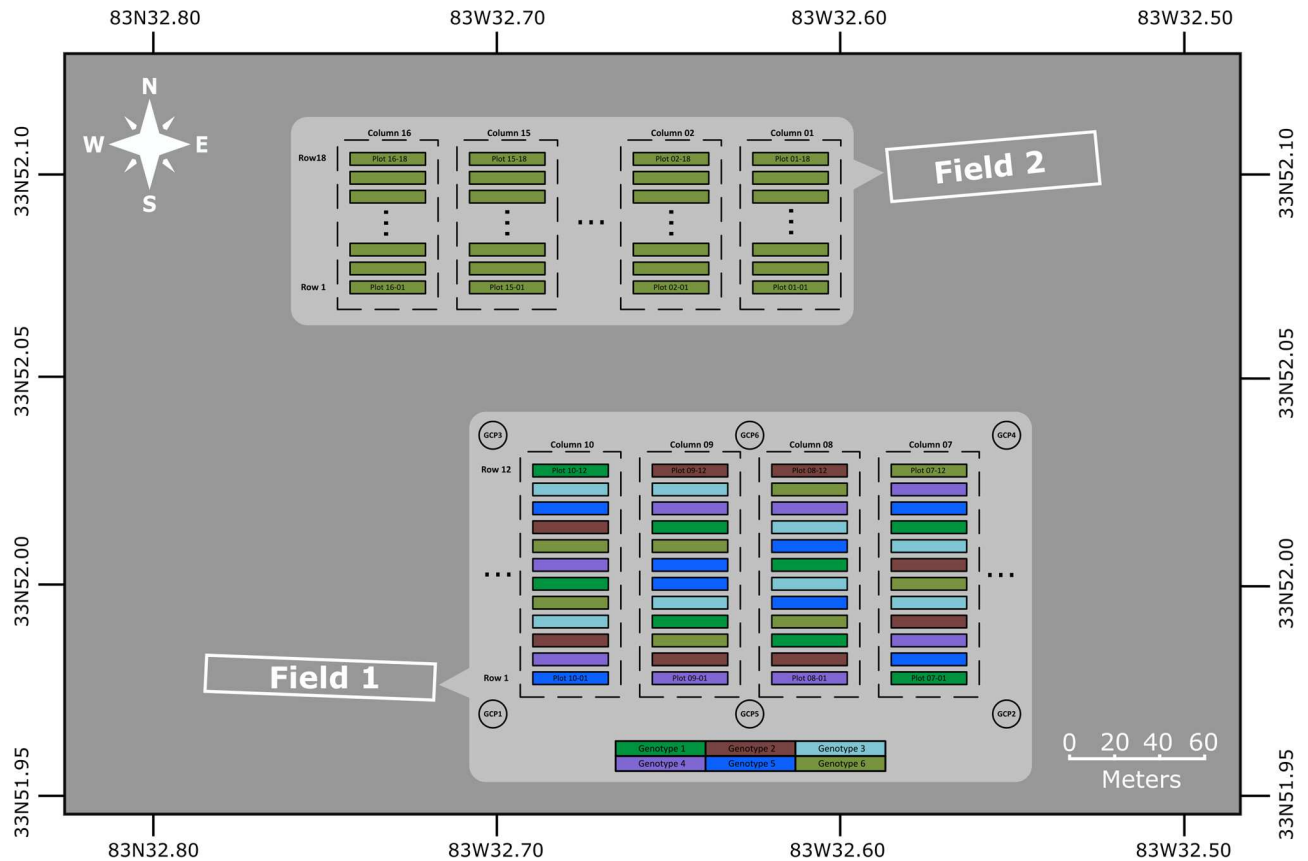 83N32.80 83W32.70 83W32.60 83W32.50
N
W E
S
33N52.10
33N52.05
33N52.00
33N51.95
33N52.10
33N52.05
33N52.00
33N51.95
Column 16 Column 15 Column 02 Column 01
Row18 Plot 16-18 Plot 15-18 Plot 02-18 Plot 01-18
Row 1 Plot 16-01 Plot 15-01 Plot 02-01 Plot 01-01
Field 2
GCP3 GCP6 GCP4
Column 10 Column 09 Column 08 Column 07
Row 12 Plot 10-12 Plot 09-12 Plot 08-12 Plot 07-12
Row 1 Plot 10-01 Plot 09-01 Plot 08-01 Plot 07-01
Field 1
GCP1 GCP5 GCP2
Genotype 1 Genotype 2 Genotype 3
Genotype 4 Genotype 5 Genotype 6
0 20 40 60
Meters
83N32.80 83W32.70 83W32.60 83W32.50